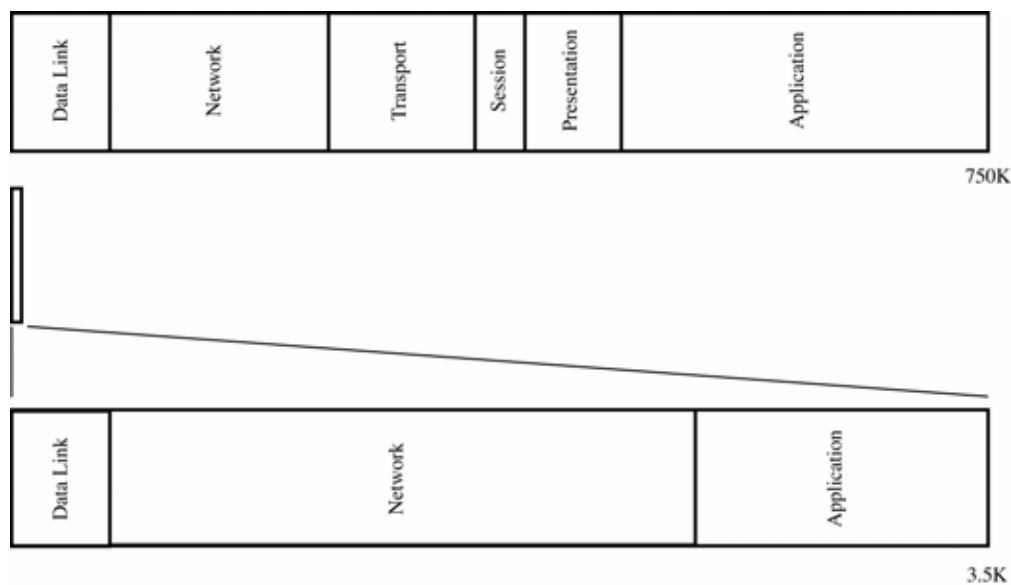 Data Link
Network
Transport
Session
Presentation
Application
750K
Data Link
Network
Application
3.5K